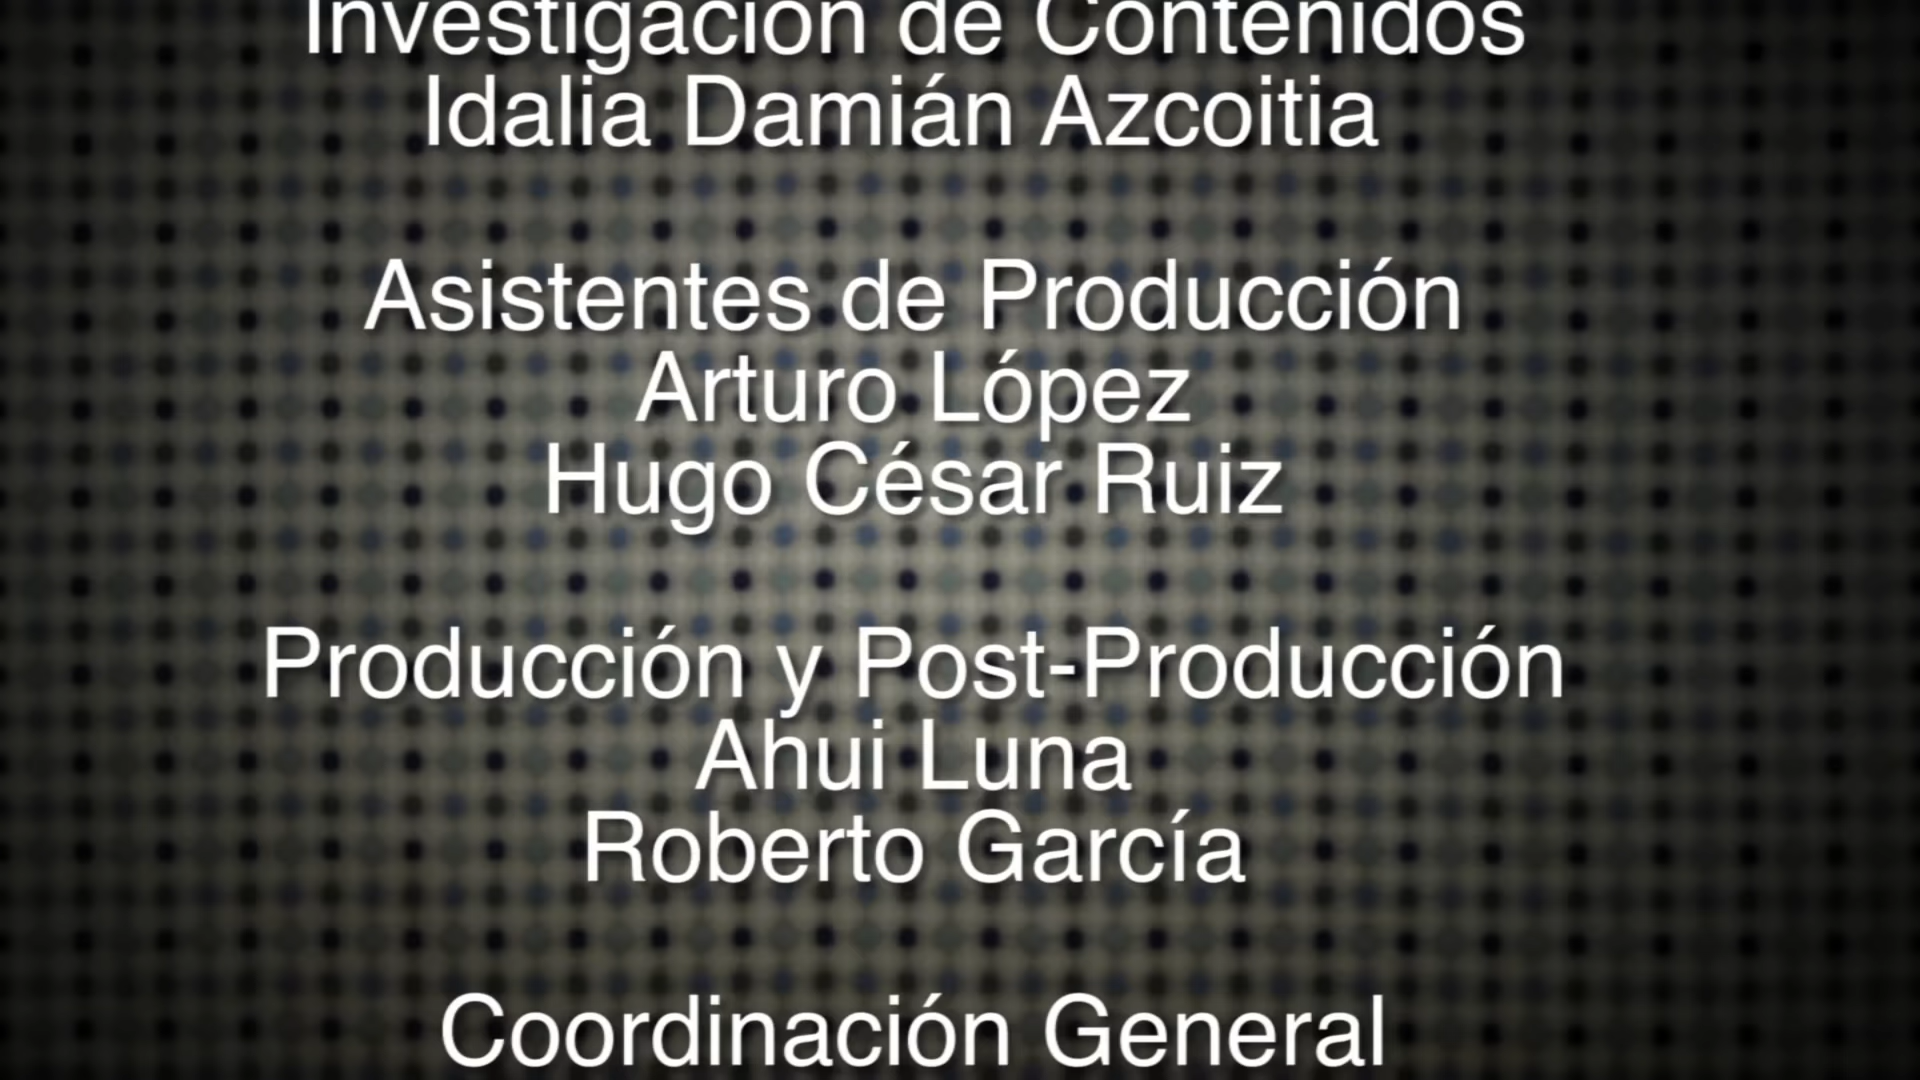 Investigación de Contenidos
Idalia Damián Azcoitia
Asistentes de Producción
Arturo López
Hugo César Ruiz
Producción y Post-Producción
Ahui Luna
Roberto García
Coordinación General